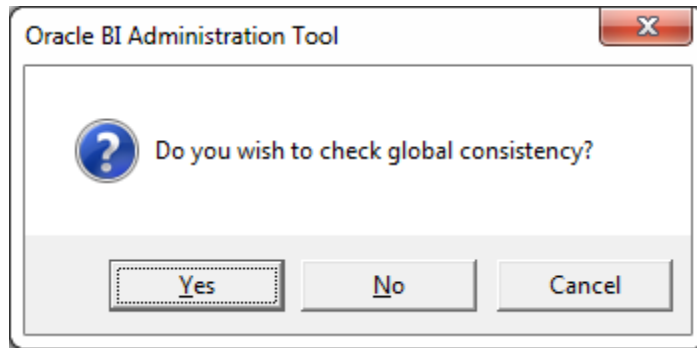 Oracle BI Administration Tool
Do you wish to check global consistency?
Yes
No
Cancel